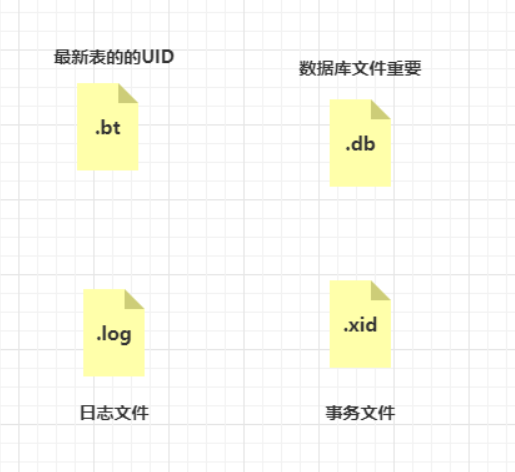 最新表的的UID
数据库文件重要
.bt
.db
.log
.xid
日志文件
事务文件